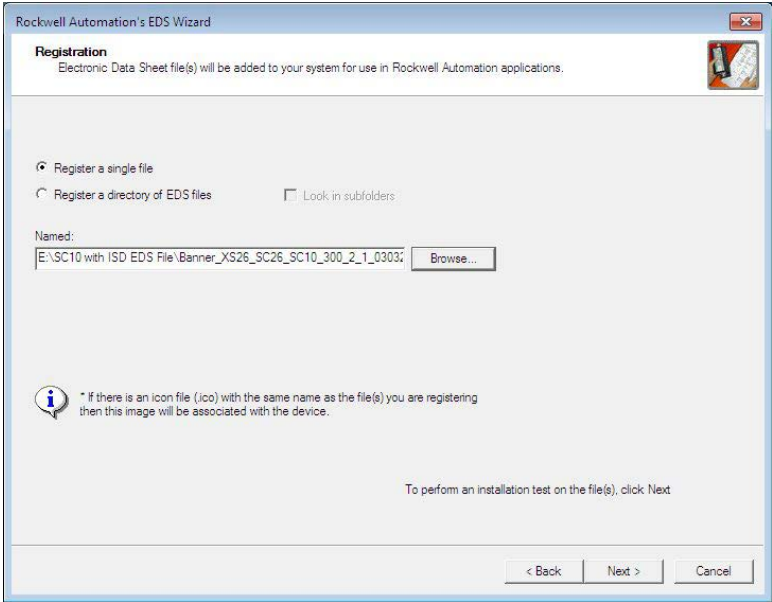 Rockwell Automation's EDS Wizard
Registration
Electronic Data Sheet file(s) will be added to your system for use in Rockwell Automation applications.
Register a single file
Register a directory of EDS files
Look in subfolders
Named:
E:\SC10 with ISD EDS File\Banner_XS26_SC26_SC10_300_2_1_03032
Browse...
* If there is an icon file (.ico) with the same name as the file(s) you are registering
then this image will be associated with the device.
To perform an installation test on the file(s), click Next
< Back
Next >
Cancel